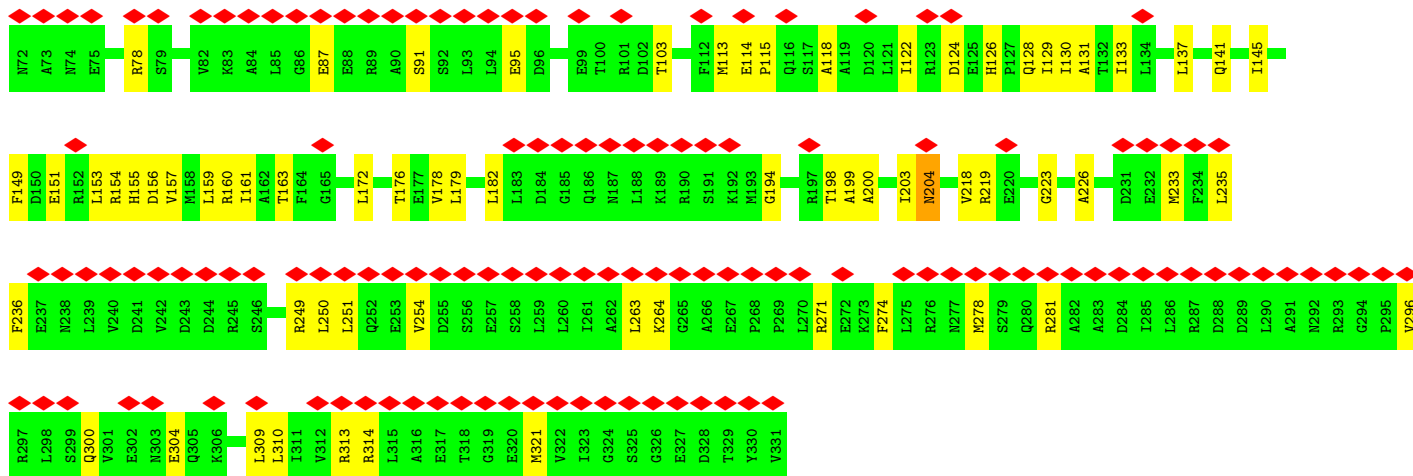 N72 A73 N74 E75 R78 S79 V82 K83 A84 L85 G86 E87 E88 R89 A90 S91 S92 L93 L94 E95 D96 E99 T100 R101 D102 T103 F112 M113 E114 P115 Q116 S117 A118 A119 D120 L121 I122 R123 D124 E125 H126 P127 Q128 I129 I130 A131 T132 I133 L134 L137 Q141 I145
F149 D150 E151 R152 L153 R154 H155 D156 V157 M158 L159 R160 I161 A162 T163 F164 G165 L172 T176 E177 V178 L179 L182 L183 D184 G185 Q186 N187 L188 K189 R190 S191 K192 M193 G194 R197 T198 A199 A200 I203 N204 V218 R219 E220 G223 A226 D231 E232 M233 F234 L235
F236 E237 N238 L239 V240 D241 V242 D243 D244 R245 S246 R249 L250 L251 Q252 E253 V254 D255 S256 E257 S258 L259 L260 I261 A262 L263 K264 G265 A266 E267 P268 P269 L270 R271 E272 K273 F274 L275 R276 N277 M278 S279 Q280 R281 A282 A283 D284 I285 L286 R287 D288 D289 L290 A291 N292 R293 G294 P295 V296
R297 L298 S299 Q300 V301 E302 N303 E304 Q305 K306 L309 L310 I311 V312 R313 R314 L315 A316 E317 T318 G319 E320 M321 V322 I323 G324 S325 G326 E327 D328 T329 Y330 V331